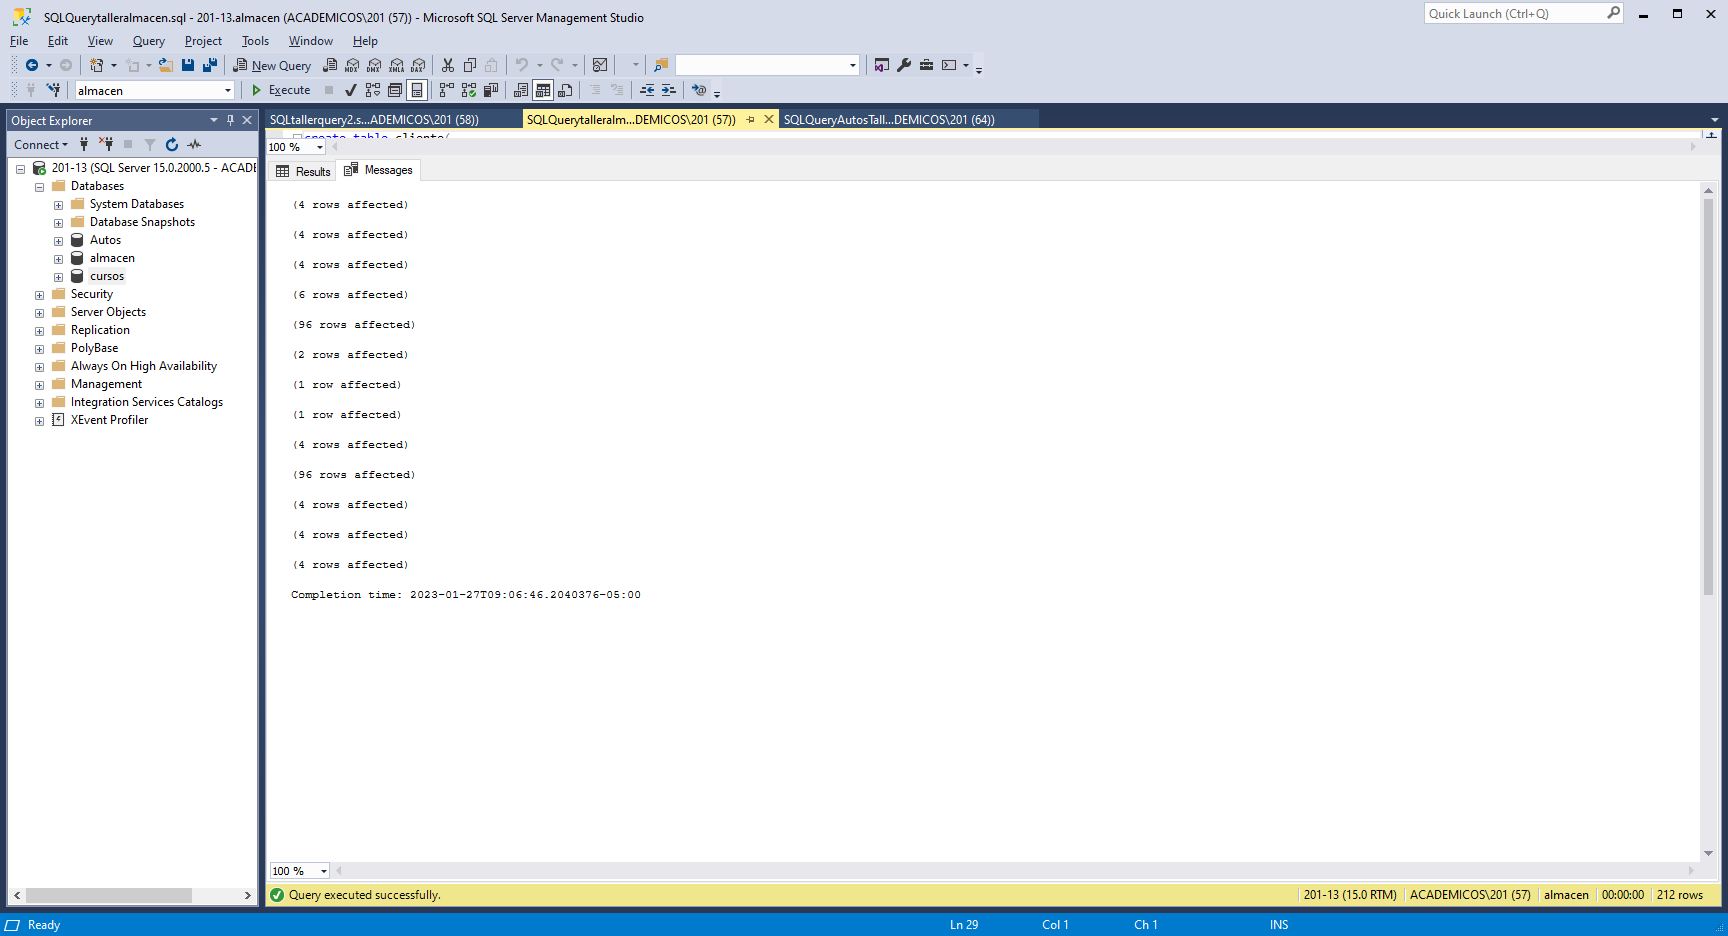 SQLQuerytalleralmacen.sql - 201-13.almacen (ACADEMICOS\201 (57)) - Microsoft SQL Server Management Studio
Quick Launch (Ctrl+Q)
File Edit View Query Project Tools Window Help
New Query
MDX DMX XMLA DAX
almacen
Execute
Object Explorer
SQLtallerquery2.s...ADEMICOS\201 (58))
SQLQuerytalleralm...DEMICOS\201 (57))
SQLQueryAutosTall...DEMICOS\201 (64))
Connect
create table cliente(
100 %
201-13 (SQL Server 15.0.2000.5 - ACADE
Databases
System Databases
Database Snapshots
Autos
almacen
cursos
Security
Server Objects
Replication
PolyBase
Always On High Availability
Management
Integration Services Catalogs
XEvent Profiler
Results
Messages
(4 rows affected)
(4 rows affected)
(4 rows affected)
(6 rows affected)
(96 rows affected)
(2 rows affected)
(1 row affected)
(1 row affected)
(4 rows affected)
(96 rows affected)
(4 rows affected)
(4 rows affected)
(4 rows affected)
Completion time: 2023-01-27T09:06:46.2040376-05:00
100 %
Query executed successfully.
201-13 (15.0 RTM)
ACADEMICOS\201 (57)
almacen
00:00:00
212 rows
Ready
Ln 29
Col 1
Ch 1
INS